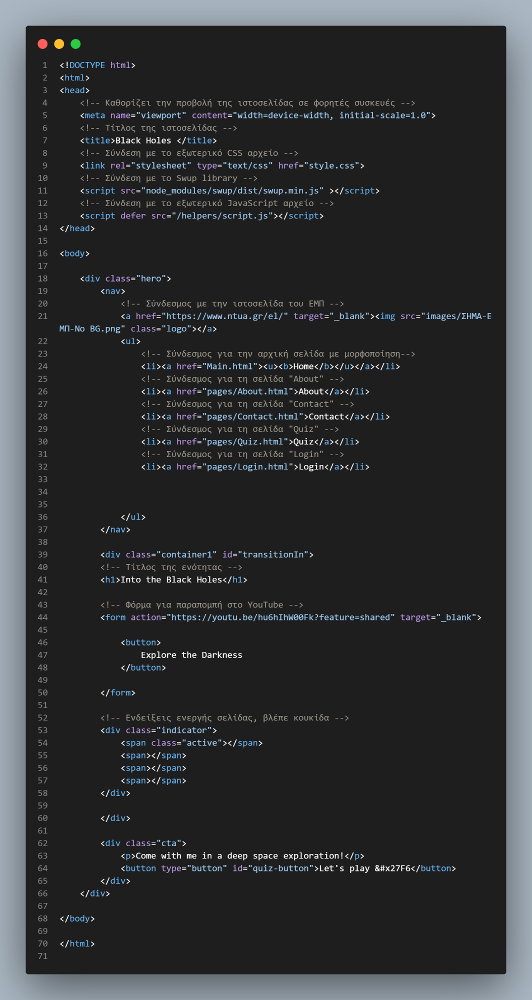 1 <!DOCTYPE html>
2 <html>
3 <head>
4     <!-- Καθορίζει την προβολή της ιστοσελίδας σε φορητές συσκευές -->
5     <meta name="viewport" content="width=device-width, initial-scale=1.0">
6     <!-- Τίτλος της ιστοσελίδας -->
7     <title>Black Holes </title>
8     <!-- Σύνδεση με το εξωτερικό CSS αρχείο -->
9     <link rel="stylesheet" type="text/css" href="style.css">
10     <!-- Σύνδεση με το Swup library -->
11     <script src="node_modules/swup/dist/swup.min.js" ></script>
12     <!-- Σύνδεση με το εξωτερικό JavaScript αρχείο -->
13     <script defer src="/helpers/script.js"></script>
14 </head>
15
16 <body>
17
18     <div class="hero">
19         <nav>
20             <!-- Σύνδεσμος με την ιστοσελίδα του ΕΜΠ -->
21             <a href="https://www.ntua.gr/el/" target="_blank"><img src="images/ΣΗΜΑ-Ε
ΜΠ-No BG.png" class="logo"></a>
22             <ul>
23                 <!-- Σύνδεσμος για την αρχική σελίδα με μορφοποίηση-->
24                 <li><a href="Main.html"><u><b>Home</b></u></a></li>
25                 <!-- Σύνδεσμος για τη σελίδα "About" -->
26                 <li><a href="pages/About.html">About</a></li>
27                 <!-- Σύνδεσμος για τη σελίδα "Contact" -->
28                 <li><a href="pages/Contact.html">Contact</a></li>
29                 <!-- Σύνδεσμος για τη σελίδα "Quiz" -->
30                 <li><a href="pages/Quiz.html">Quiz</a></li>
31                 <!-- Σύνδεσμος για τη σελίδα "Login" -->
32                 <li><a href="pages/Login.html">Login</a></li>
33
34
35
36             </ul>
37         </nav>
38
39         <div class="container1" id="transitionIn">
40         <!-- Τίτλος της ενότητας -->
41         <h1>Into the Black Holes</h1>
42
43         <!-- Φόρμα για παραπομπή στο YouTube -->
44         <form action="https://youtu.be/hu6hIhW00Fk?feature=shared" target="_blank">
45
46             <button>
47                 Explore the Darkness
48             </button>
49
50         </form>
51
52         <!-- Ενδείξεις ενεργής σελίδας, βλέπε κουκίδα -->
53         <div class="indicator">
54             <span class="active"></span>
55             <span></span>
56             <span></span>
57             <span></span>
58         </div>
59
60         </div>
61
62         <div class="cta">
63             <p>Come with me in a deep space exploration!</p>
64             <button type="button" id="quiz-button">Let's play &#x27F6</button>
65         </div>
66     </div>
67
68 </body>
69
70 </html>
71